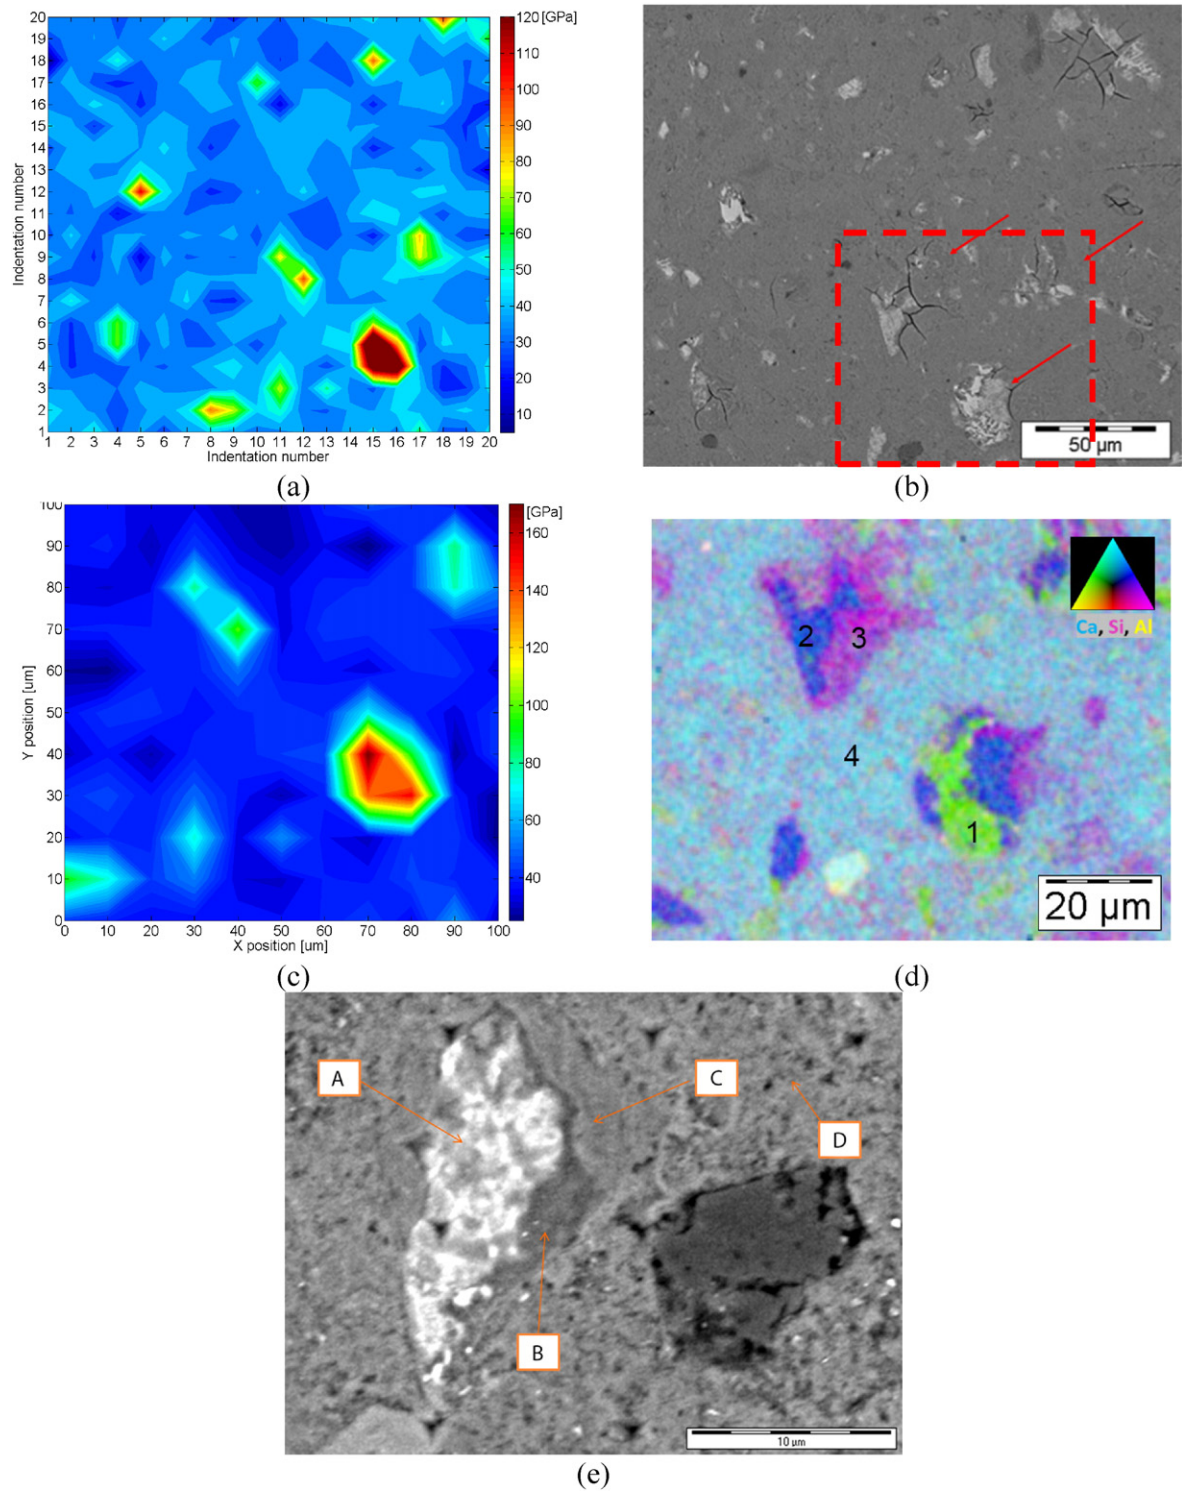 20
19
18
17
16
15
14
13
12
11
10
9
8
7
6
5
4
3
2
1
Indentation number
1 2 3 4 5 6 7 8 9 10 11 12 13 14 15 16 17 18 19 20
Indentation number
120 [GPa]
110
100
90
80
70
60
50
40
30
20
10
(a)
50 µm
(b)
100
90
80
70
60
50
40
30
20
10
0
Y position [um]
0 10 20 30 40 50 60 70 80 90 100
X position [um]
[GPa]
160
140
120
100
80
60
40
(c)
Ca, Si, Al
2
3
4
1
20 µm
(d)
A
C
D
B
10 µm
(e)